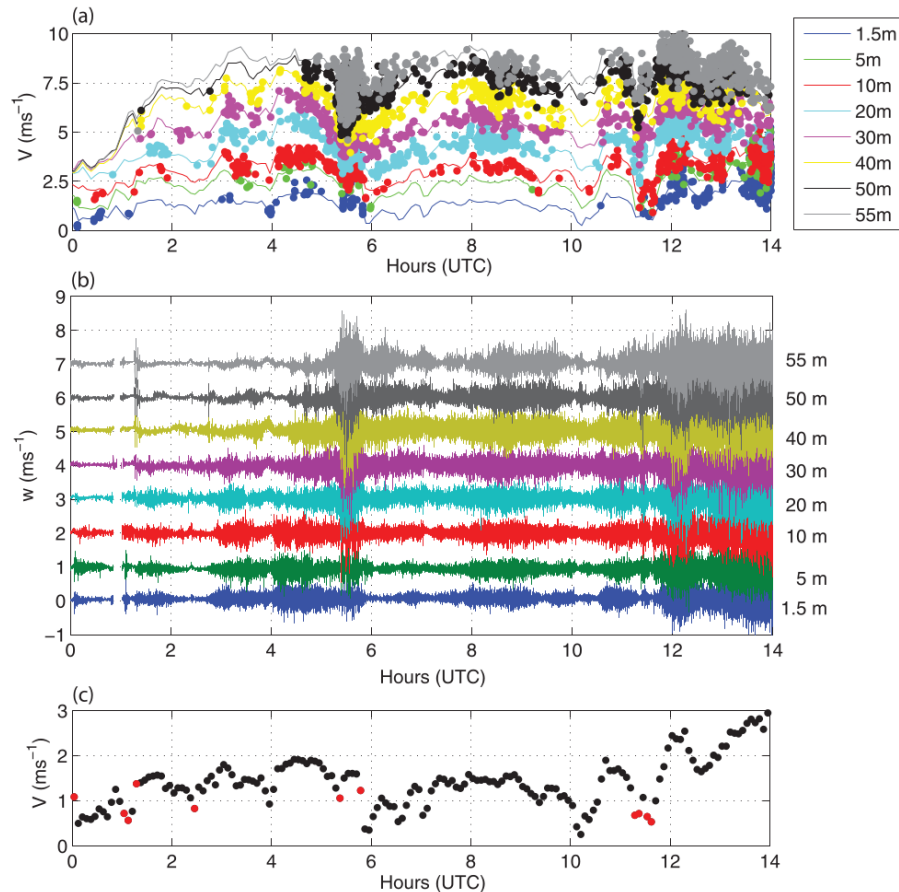 (a)
10
7.5
5
2.5
0
V (ms⁻¹)
0 2 4 6 8 10 12 14
Hours (UTC)
1.5m
5m
10m
20m
30m
40m
50m
55m
(b)
9
8
7
6
5
4
3
2
1
0
−1
w (ms⁻¹)
55 m
50 m
40 m
30 m
20 m
10 m
5 m
1.5 m
0 2 4 6 8 10 12 14
Hours (UTC)
(c)
3
2
1
0
V (ms⁻¹)
0 2 4 6 8 10 12 14
Hours (UTC)